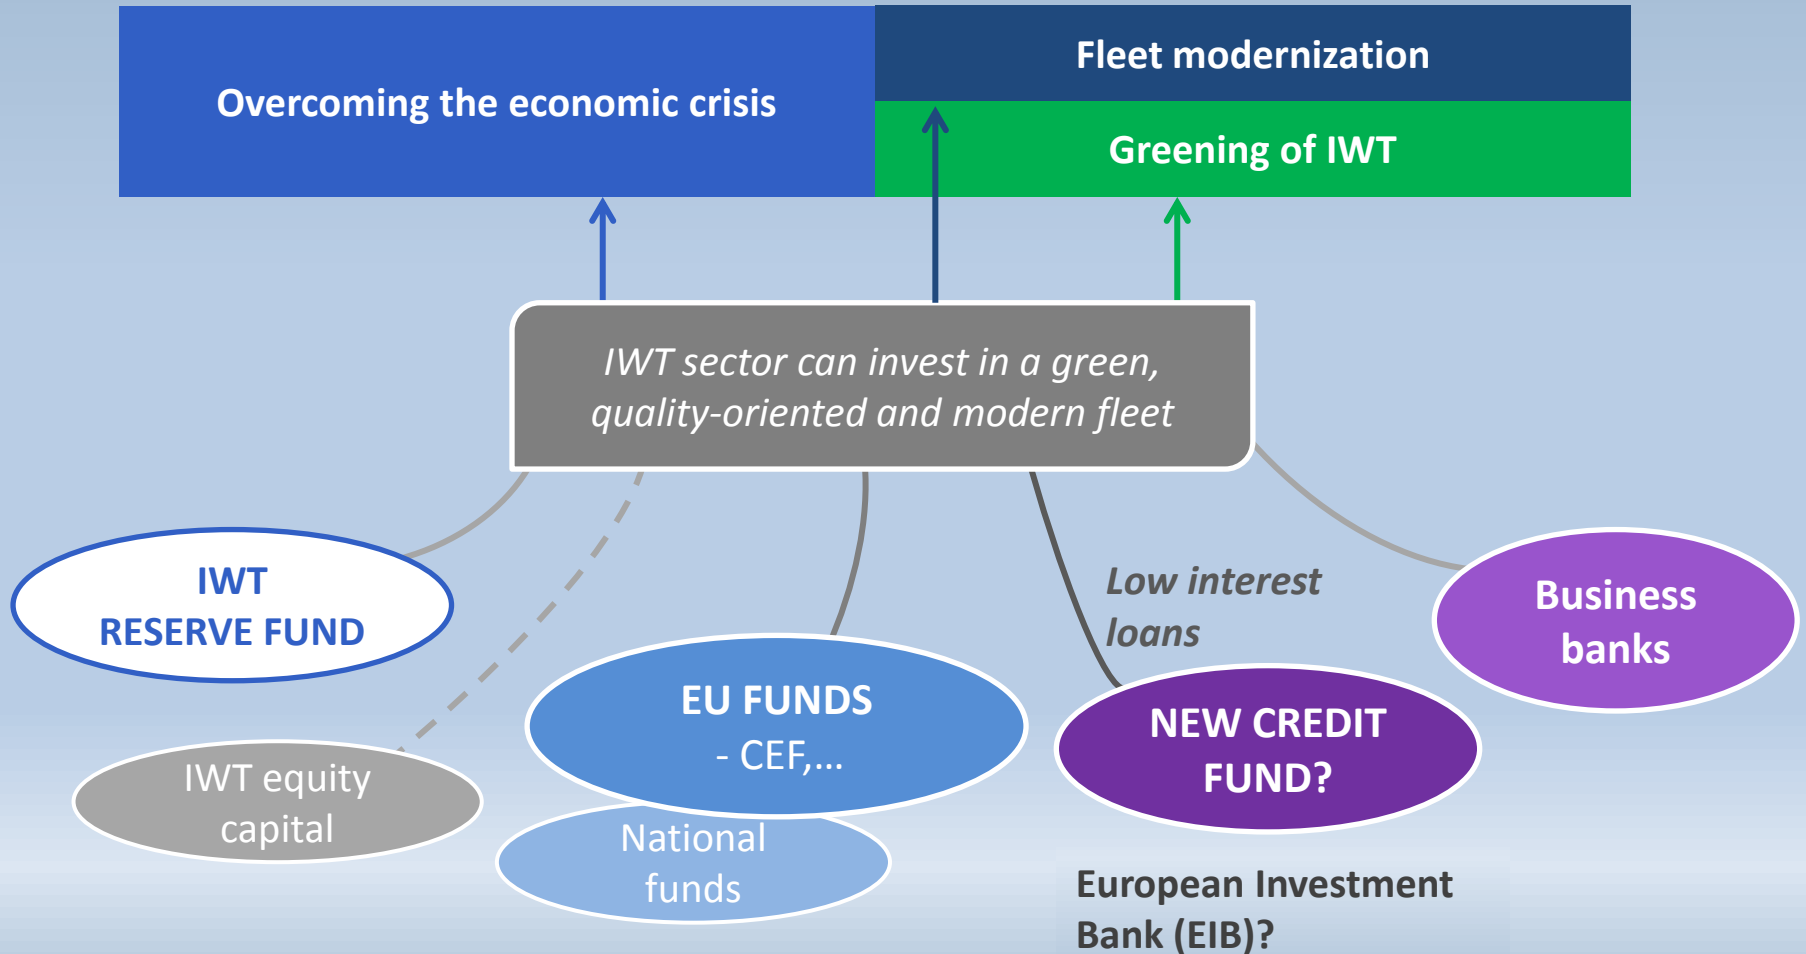 Overcoming the economic crisis
Fleet modernization
Greening of IWT
IWT sector can invest in a green,
quality-oriented and modern fleet
IWT
RESERVE FUND
Low interest
loans
Business
banks
EU FUNDS
- CEF,...
NEW CREDIT
FUND?
IWT equity
capital
National
funds
European Investment
Bank (EIB)?